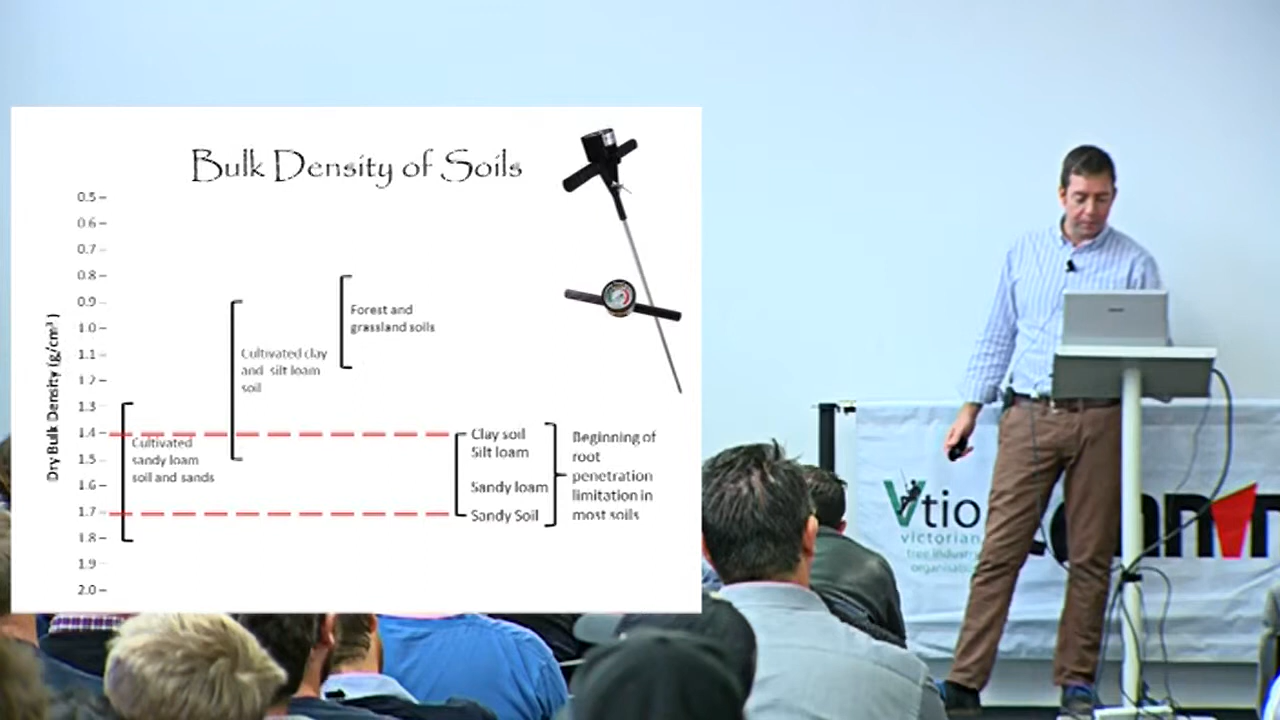 Bulk Density of Soils
Dry Bulk Density (g/cm³)
0.5
0.6
0.7
0.8
0.9
1.0
1.1
1.2
1.3
1.4
1.5
1.6
1.7
1.8
1.9
2.0
Cultivated
sandy loam
soil and sands
Cultivated clay
and silt loam
soil
Forest and
grassland soils
Clay soil
Silt loam
Sandy loam
Sandy Soil
Beginning of
root
penetration
limitation in
most soils
Vtio
victorian
tree industry
organisation